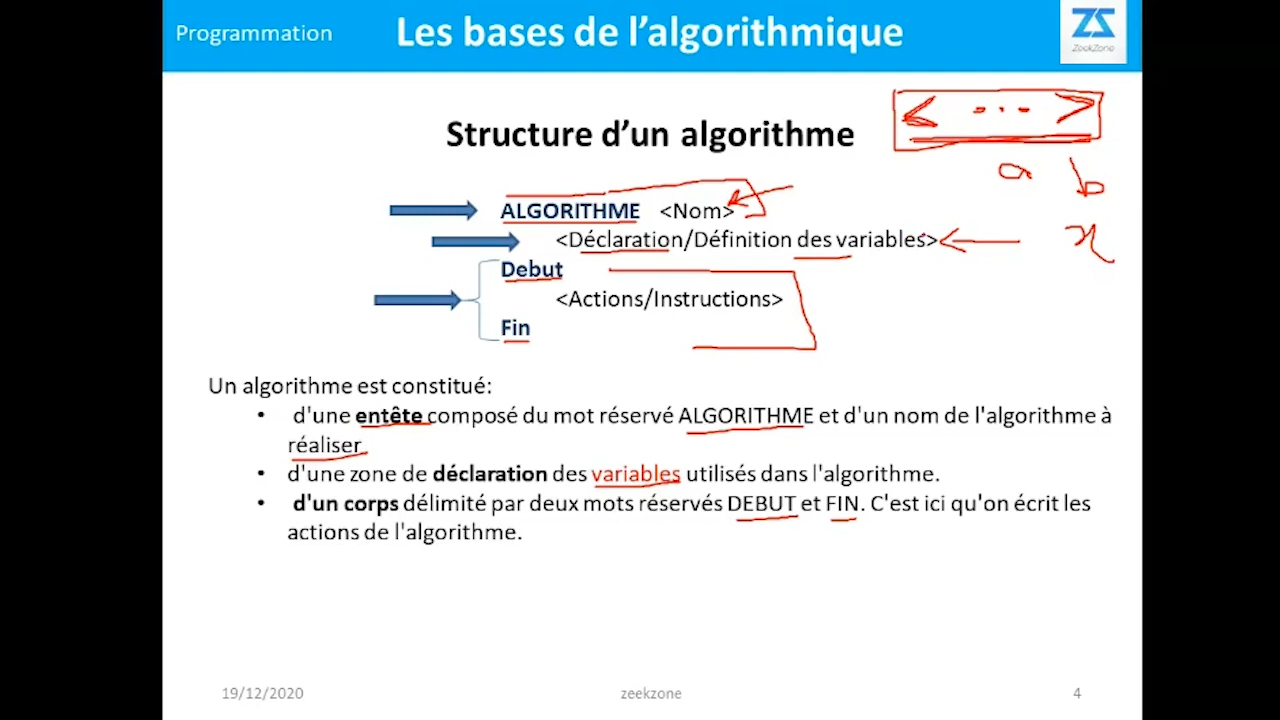 Programmation
Les bases de l’algorithmique
ZS
ZeekZone
Structure d’un algorithme
< --- >
a b
x
ALGORITHME <Nom>
<Déclaration/Définition des variables>
Debut
<Actions/Instructions>
Fin
Un algorithme est constitué:
• d'une entête composé du mot réservé ALGORITHME et d'un nom de l'algorithme à
réaliser
• d'une zone de déclaration des variables utilisés dans l'algorithme.
• d'un corps délimité par deux mots réservés DEBUT et FIN. C'est ici qu'on écrit les
actions de l'algorithme.
19/12/2020
zeekzone
4